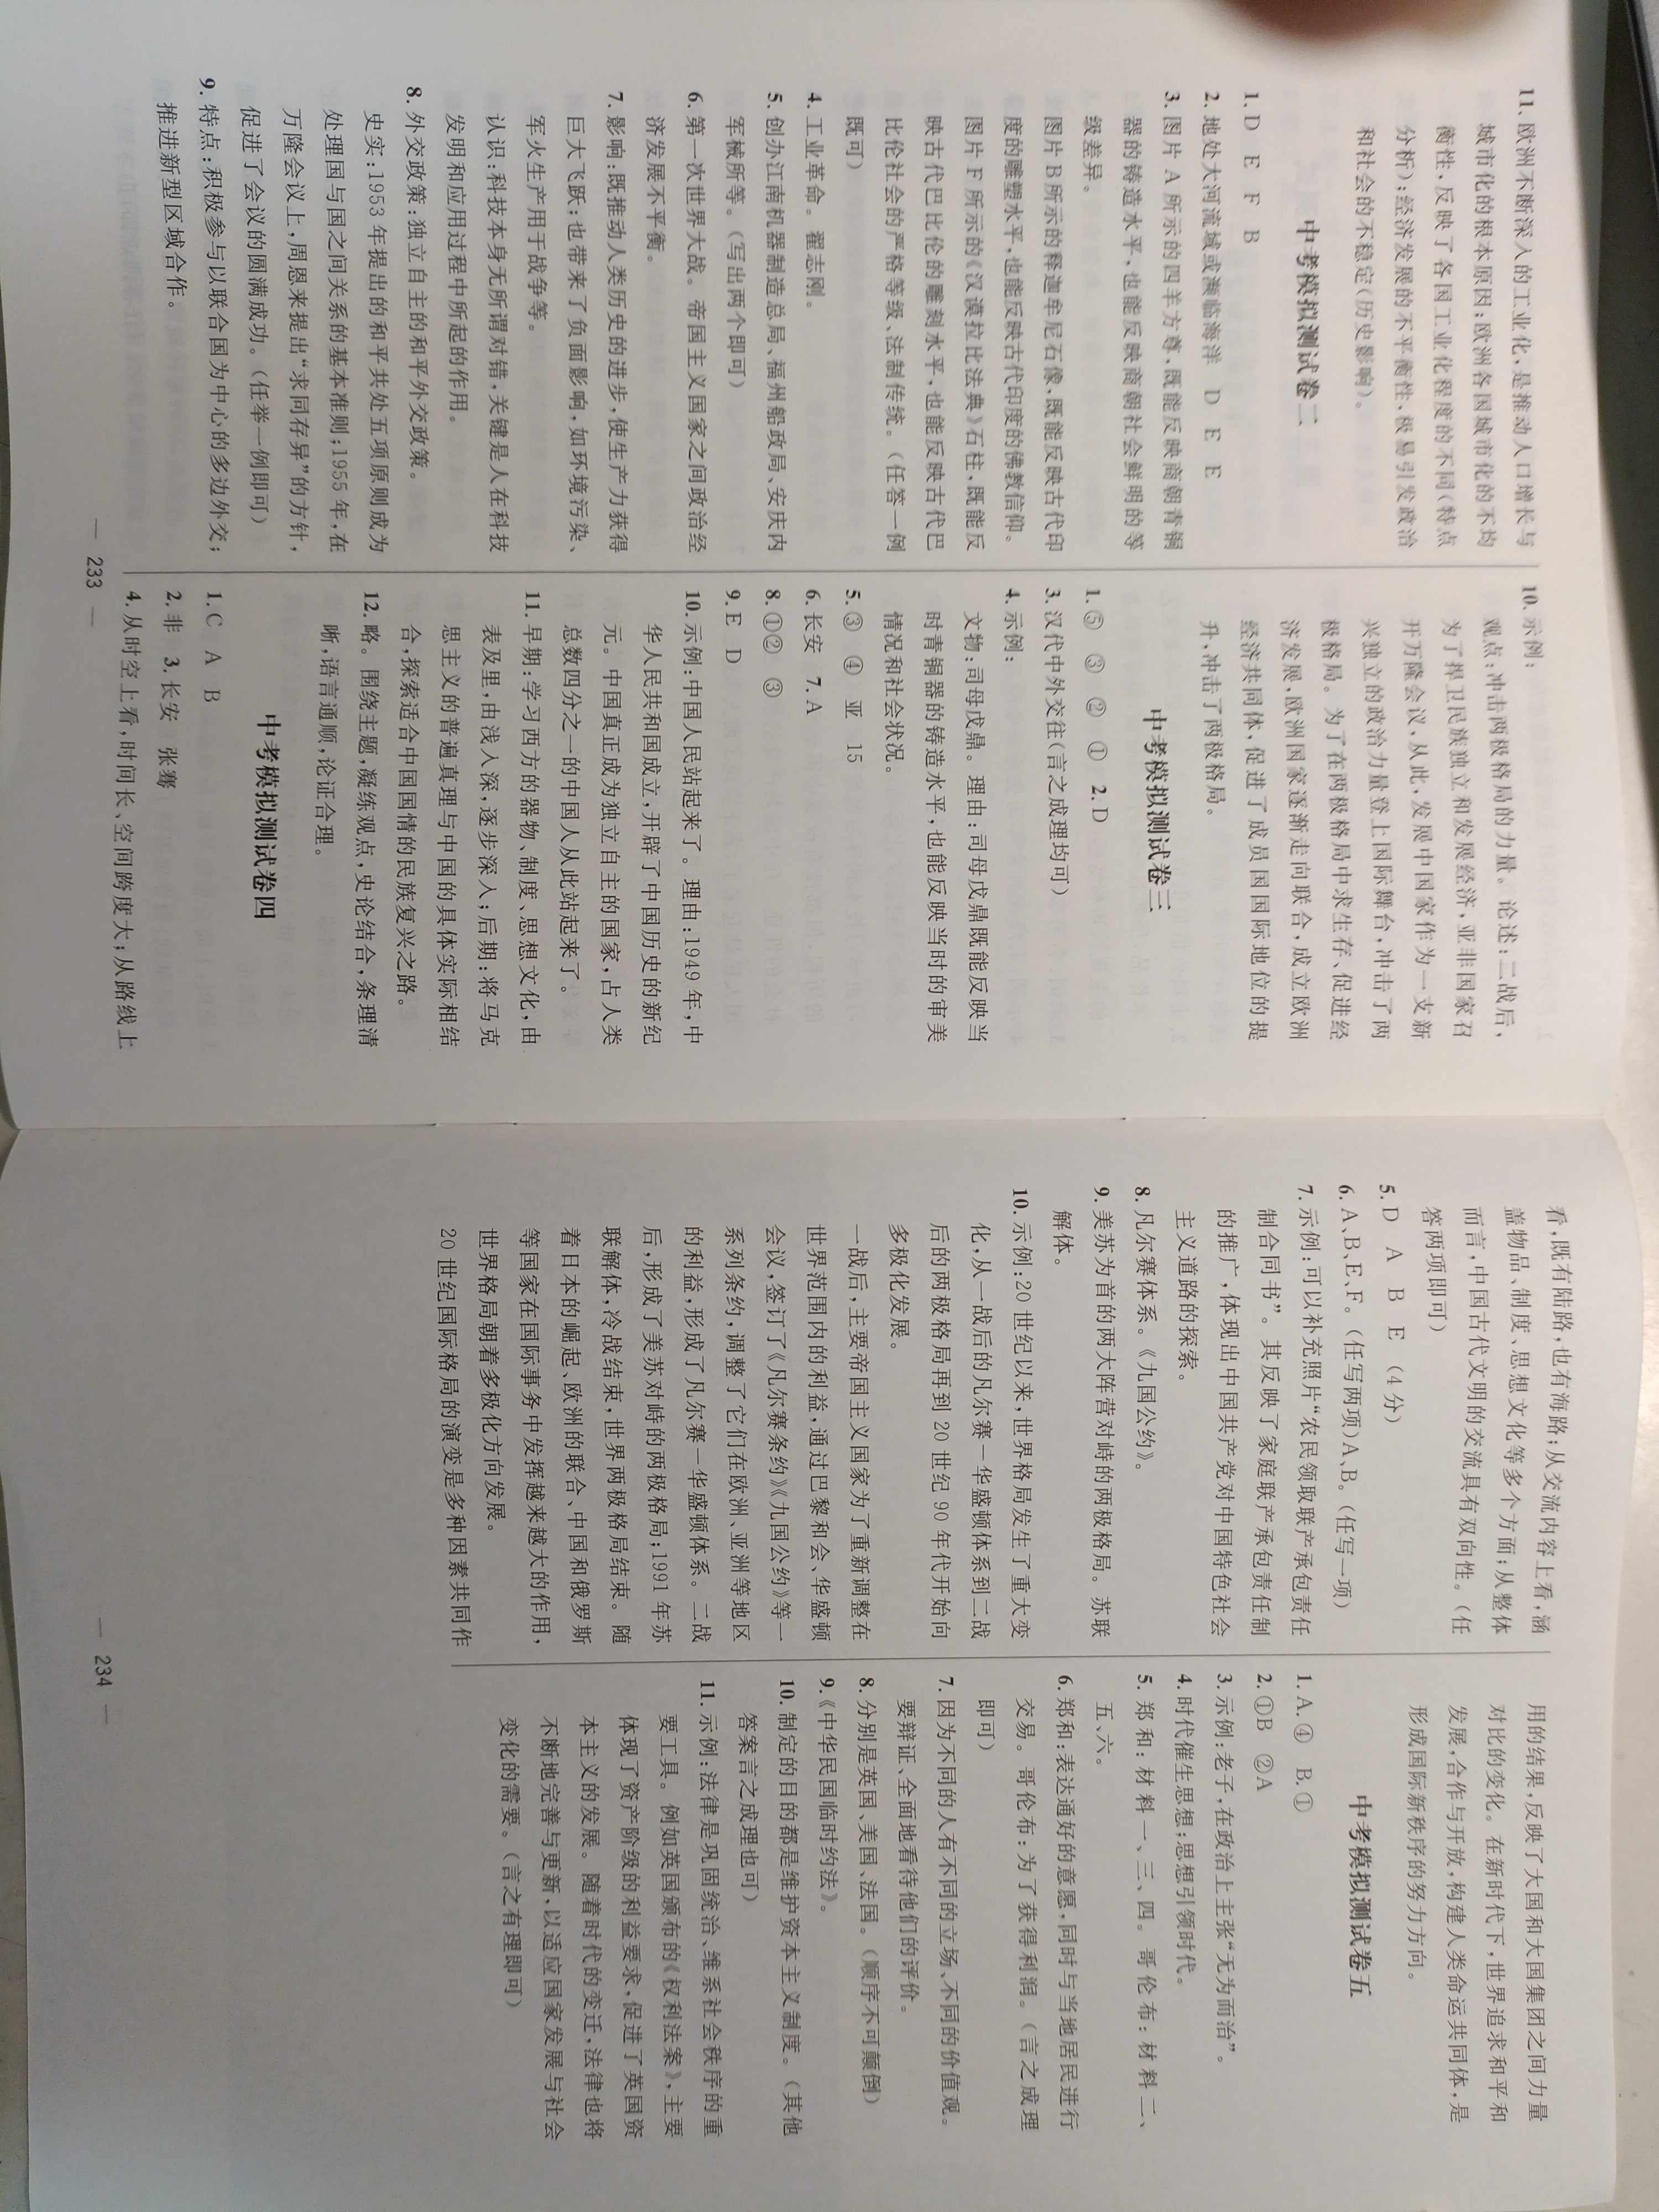 11. 欧洲不断深入的工业化,是推动人口增长与
城市化的根本原因;欧洲各国城市化的不均
衡性,反映了各国工业化程度的不同(特点
分析);经济发展的不平衡性,极易引发政治
和社会的不稳定(历史影响)。
中考模拟测试卷二
1. D E F B
2. 地处大河流域或濒临海洋 D E E
3. 图片 A 所示的四羊方尊,既能反映商朝青铜
器的铸造水平,也能反映商朝社会鲜明的等
级差异。
图片 B 所示的释迦牟尼石像,既能反映古代印
度的雕塑水平,也能反映古代印度的佛教信仰。
图片 F 所示的《汉谟拉比法典》石柱,既能反
映古代巴比伦的雕刻水平,也能反映古代巴
比伦社会的严格等级、法制传统。(任答一例
既可)
4. 工业革命。 翟志刚。
5. 创办江南机器制造总局、福州船政局、安庆内
军械所等。(写出两个即可)
6. 第一次世界大战。帝国主义国家之间政治经
济发展不平衡。
7. 影响:既推动人类历史的进步,使生产力获得
巨大飞跃;也带来了负面影响,如环境污染、
军火生产用于战争等。
认识:科技本身无所谓对错,关键是人在科技
发明和应用过程中所起的作用。
8. 外交政策:独立自主的和平外交政策。
史实:1953 年提出的和平共处五项原则成为
处理国与国之间关系的基本准则;1955 年,在
万隆会议上,周恩来提出“求同存异”的方针,
促进了会议的圆满成功。(任举一例即可)
9. 特点:积极参与以联合国为中心的多边外交;
推进新型区域合作。
10. 示例:
观点:冲击两极格局的力量。论述:二战后,
为了捍卫民族独立和发展经济,亚非国家召
开万隆会议,从此,发展中国家作为一支新
兴独立的政治力量登上国际舞台,冲击了两
极格局。为了在两极格局中求生存、促进经
济发展,欧洲国家逐渐走向联合,成立欧洲
经济共同体,促进了成员国国际地位的提
升,冲击了两极格局。
中考模拟测试卷三
1. ⑤ ③ ② ① 2. D
3. 汉代中外交往(言之成理均可)
4. 示例:
文物:司母戊鼎。理由:司母戊鼎既能反映当
时青铜器的铸造水平,也能反映当时的审美
情况和社会状况。
5. ③ ④ 亚 15
6. 长安 7. A
8. ①② ③
9. E D
10. 示例:中国人民站起来了。理由:1949 年,中
华人民共和国成立,开辟了中国历史的新纪
元。中国真正成为独立自主的国家,占人类
总数四分之一的中国人从此站起来了。
11. 早期:学习西方的器物、制度、思想文化,由
表及里,由浅入深,逐步深入;后期:将马克
思主义的普遍真理与中国的具体实际相结
合,探索适合中国国情的民族复兴之路。
12. 略。围绕主题,凝练观点,史论结合,条理清
晰,语言通顺,论证合理。
中考模拟测试卷四
1. C A B
2. 非 3. 长安 张骞
4. 从时空上看,时间长、空间跨度大;从路线上
— 233 —
看,既有陆路,也有海路;从交流内容上看,涵
盖物品、制度、思想文化等多个方面;从整体
而言,中国古代文明的交流具有双向性。(任
答两项即可)
5. D A B E (4 分)
6. A、B、E、F。(任写两项)A、B。(任写一项)
7. 示例:可以补充照片“农民领取联产承包责任
制合同书”。其反映了家庭联产承包责任制
的推广,体现出中国共产党对中国特色社会
主义道路的探索。
8. 凡尔赛体系。《九国公约》。
9. 美苏为首的两大阵营对峙的两极格局。苏联
解体。
10. 示例:20 世纪以来,世界格局发生了重大变
化,从一战后的凡尔赛—华盛顿体系到二战
后的两极格局再到 20 世纪 90 年代开始向
多极化发展。
一战后,主要帝国主义国家为了重新调整在
世界范围内的利益,通过巴黎和会、华盛顿
会议,签订了《凡尔赛条约》《九国公约》等一
系列条约,调整了它们在欧洲、亚洲等地区
的利益,形成了凡尔赛—华盛顿体系。二战
后,形成了美苏对峙的两极格局;1991 年苏
联解体,冷战结束,世界两极格局结束。随
着日本的崛起、欧洲的联合、中国和俄罗斯
等国家在国际事务中发挥越来越大的作用,
世界格局朝着多极化方向发展。
20 世纪国际格局的演变是多种因素共同作
用的结果,反映了大国和大国集团之间力量
对比的变化。在新时代下,世界追求和平和
发展,合作与开放,构建人类命运共同体,是
形成国际新秩序的努力方向。
中考模拟测试卷五
1. A. ④ B. ①
2. ①B ②A
3. 示例:老子,在政治上主张“无为而治”。
4. 时代催生思想;思想引领时代。
5. 郑和:材料一、三、四。哥伦布:材料二、
五、六。
6. 郑和:表达通好的意愿,同时与当地居民进行
交易。哥伦布:为了获得利润。(言之成理
即可)
7. 因为不同的人有不同的立场、不同的价值观。
要辩证、全面地看待他们的评价。
8. 分别是英国、美国、法国。(顺序不可颠倒)
9.《中华民国临时约法》。
10. 制定的目的都是维护资本主义制度。(其他
答案言之成理也可)
11. 示例:法律是巩固统治、维系社会秩序的重
要工具。例如英国颁布的《权利法案》,主要
体现了资产阶级的利益要求,促进了英国资
本主义的发展。随着时代的变迁,法律也将
不断地完善与更新,以适应国家发展与社会
变化的需要。(言之有理即可)
— 234 —